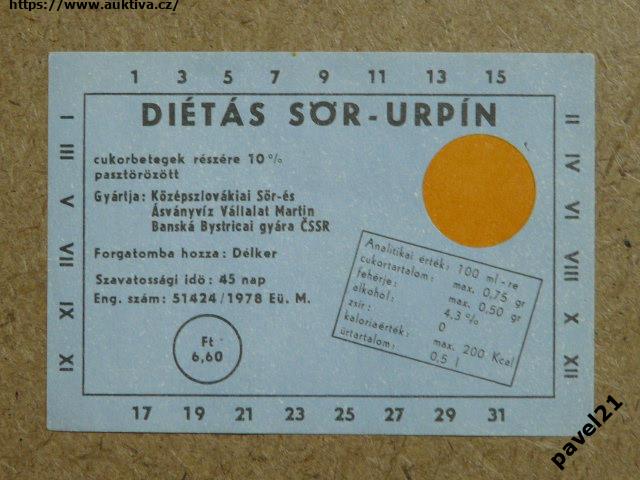 https://www.auktiva.cz/
1 3 5 7 9 11 13 15
DIÉTÁS SÖR-URPÍN
cukorbetegek részére 10%
pasztörözött
Gyártja: Középszlovákiai Sör-és
Ásványvíz Vállalat Martin
Banská Bystricai gyára ČSSR
Forgatomba hozza: Délker
Szavatossági idö: 45 nap
Eng. szám: 51424/1978 Eü. M.
Ft
6,60
Analitikai érték: 100 ml-re
cukortartalom: max. 0,75 gr
fehérje: max. 0,50 gr
alkohol: 4,3 %
zsír: 0
kaloriaérték: max. 200 Kcal
ürtartalom: 0,5 l
I
III
V
VII
IX
XI
II
IV
VI
VIII
X
XII
17 19 21 23 25 27 29 31
pavel21